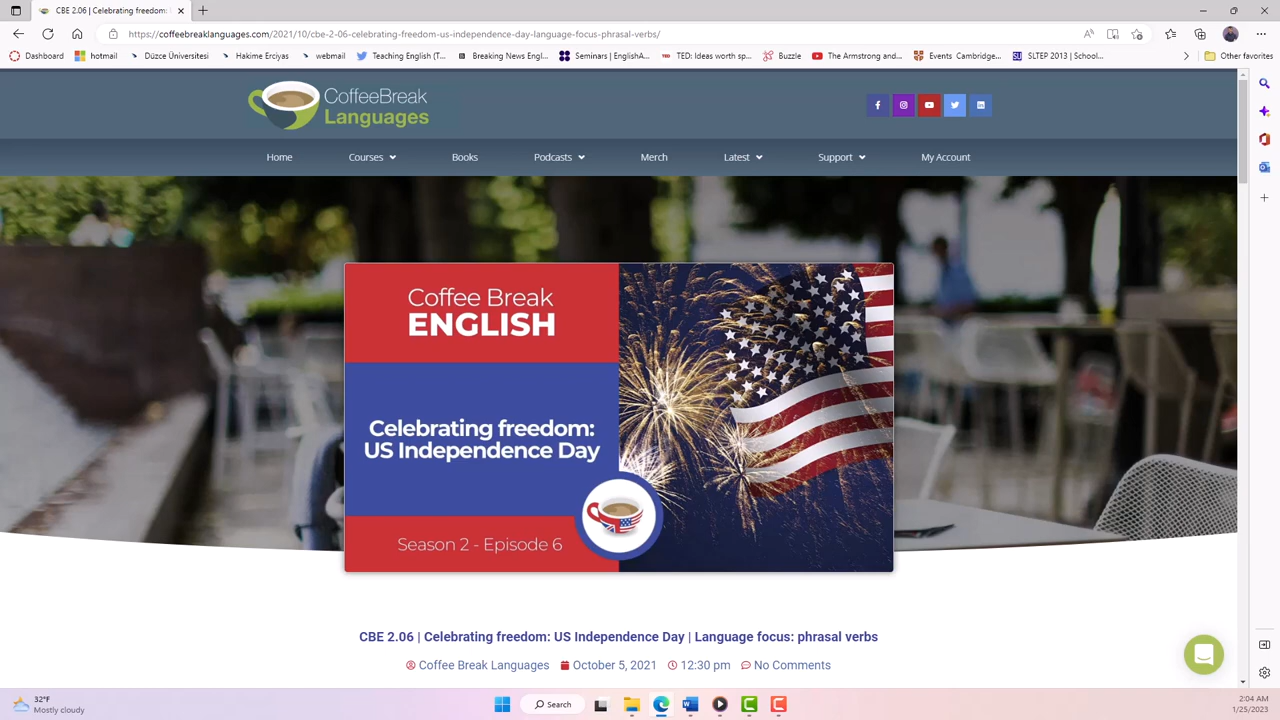 CBE 2.06 | Celebrating freedom:
https://coffeebreaklanguages.com/2021/10/cbe-2-06-celebrating-freedom-us-independence-day-language-focus-phrasal-verbs/
Dashboard hotmail Düzce Üniversitesi Hakime Erciyas webmail Teaching English (T... Breaking News Engl... Seminars | EnglishA... TED: Ideas worth sp... Buzzle The Armstrong and... Events Cambridge... SLTEP 2013 | School... Other favorites
CoffeeBreak
Languages
Home Courses Books Podcasts Merch Latest Support My Account
Coffee Break
ENGLISH
Celebrating freedom:
US Independence Day
Season 2 - Episode 6
CBE 2.06 | Celebrating freedom: US Independence Day | Language focus: phrasal verbs
Coffee Break Languages October 5, 2021 12:30 pm No Comments
32°F
Mostly cloudy
Search
2:04 AM
1/25/2023